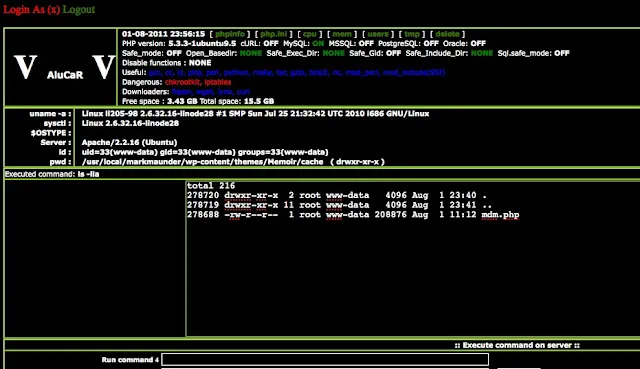 Login As (x) Logout
V AluCaR V
01-08-2011 23:56:15 [ phpinfo ] [ php.ini ] [ cpu ] [ mem ] [ users ] [ tmp ] [ delete ]
PHP version: 5.3.3-1ubuntu9.5 cURL: OFF MySQL: ON MSSQL: OFF PostgreSQL: OFF Oracle: OFF
Safe_mode: OFF Open_Basedir: NONE Safe_Exec_Dir: NONE Safe_Gid: OFF Safe_Include_Dir: NONE Sql.safe_mode: OFF
Disable functions : NONE
Useful: gcc, cc, ld, php, perl, python, make, tar, gzip, bzip2, nc,
Dangerous: chkrootkit, iptables
Downloaders: wget, lynx, curl
Free space : 3.43 GB Total space: 15.5 GB
uname -a : Linux li205-98 2.6.32.16-linode28 #1 SMP Sun Jul 25 21:32:42 UTC 2010 i686 GNU/Linux
sysctl : Linux 2.6.32.16-linode28
$OSTYPE :
Server : Apache/2.2.16 (Ubuntu)
id : uid=33(www-data) gid=33(www-data) groups=33(www-data)
pwd : /usr/local/markmaunder/wp-content/themes/Memoir/cache ( drwxr-xr-x )
Executed command: ls -lia
total 216
278720 drwxr-xr-x 2 root www-data 4096 Aug 1 23:40 .
278719 drwxr-xr-x 11 root www-data 4096 Aug 1 23:41 ..
278688 -rw-r--r-- 1 root www-data 208876 Aug 1 11:12 mdm.php
:: Execute command on server ::
Run command